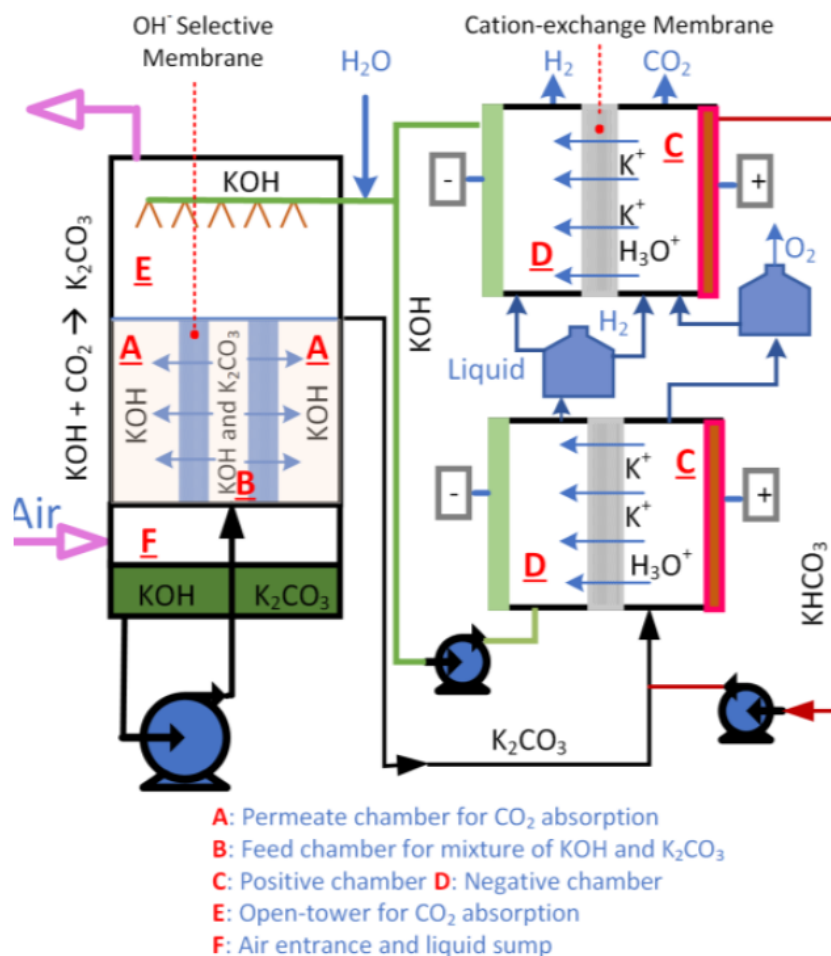 OH⁻ Selective
Membrane
Cation-exchange Membrane
H₂O
H₂
CO₂
KOH
E
KOH + CO₂ → K₂CO₃
A
A
KOH
KOH and K₂CO₃
KOH
B
Air
F
KOH
K₂CO₃
KOH
-
C
K⁺
K⁺
+
D
H₃O⁺
O₂
H₂
Liquid
-
C
K⁺
K⁺
+
D
H₃O⁺
KHCO₃
K₂CO₃
A: Permeate chamber for CO₂ absorption
B: Feed chamber for mixture of KOH and K₂CO₃
C: Positive chamber D: Negative chamber
E: Open-tower for CO₂ absorption
F: Air entrance and liquid sump